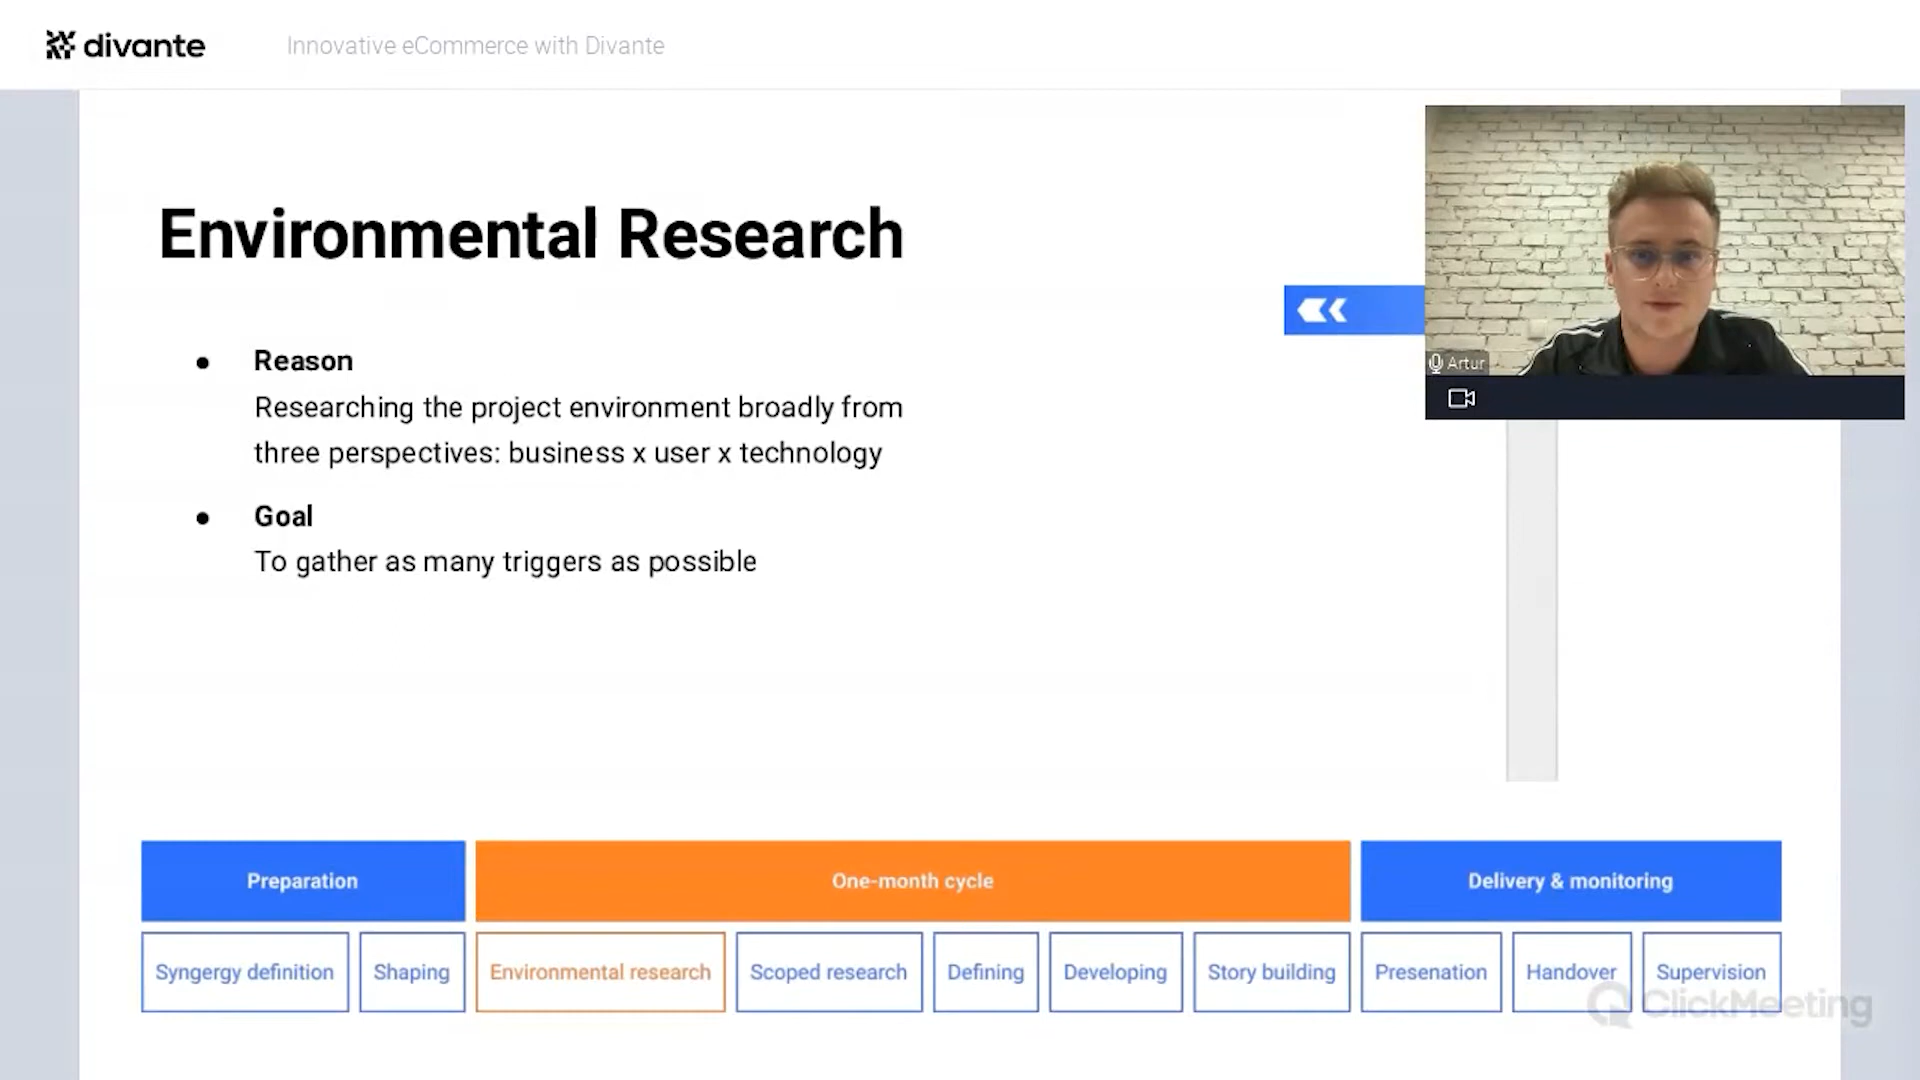 divante
Innovative eCommerce with Divante
Environmental Research
Reason
Researching the project environment broadly from
three perspectives: business x user x technology
Goal
To gather as many triggers as possible
Artur
Preparation
One-month cycle
Delivery & monitoring
Syngergy definition
Shaping
Environmental research
Scoped research
Defining
Developing
Story building
Presenation
Handover
Supervision
ClickMeeting